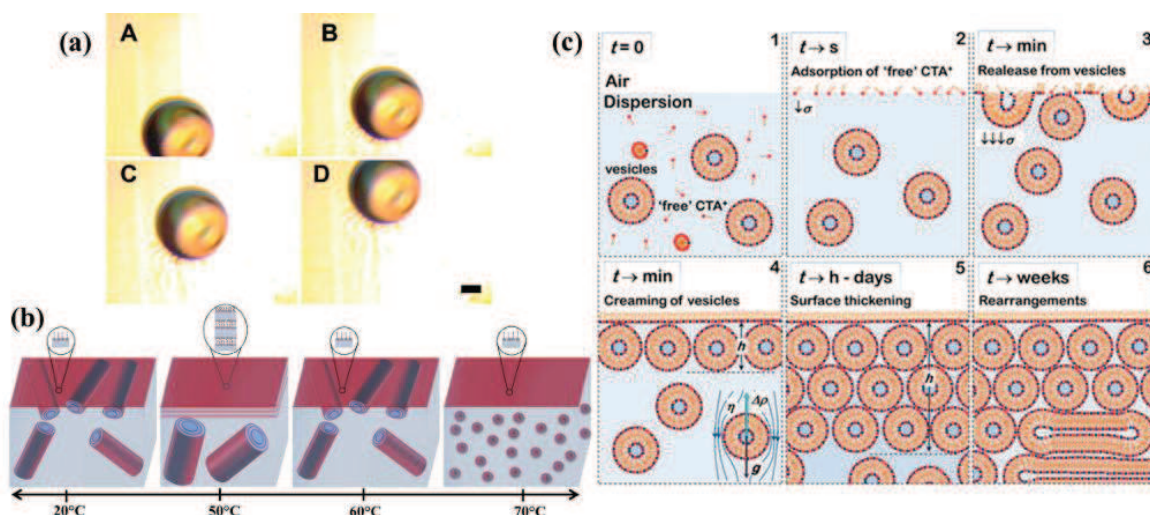 (a)
A
B
C
D
(b)
20°C
50°C
60°C
70°C
(c)
t = 0
1
Air
Dispersion
vesicles
'free' CTA⁺
t → s
2
Adsorption of 'free' CTA⁺
↓σ
t → min
3
Realease from vesicles
↓↓↓σ
t → min
4
Creaming of vesicles
h
η
Δρ
g
t → h - days
5
Surface thickening
h
t → weeks
6
Rearrangements